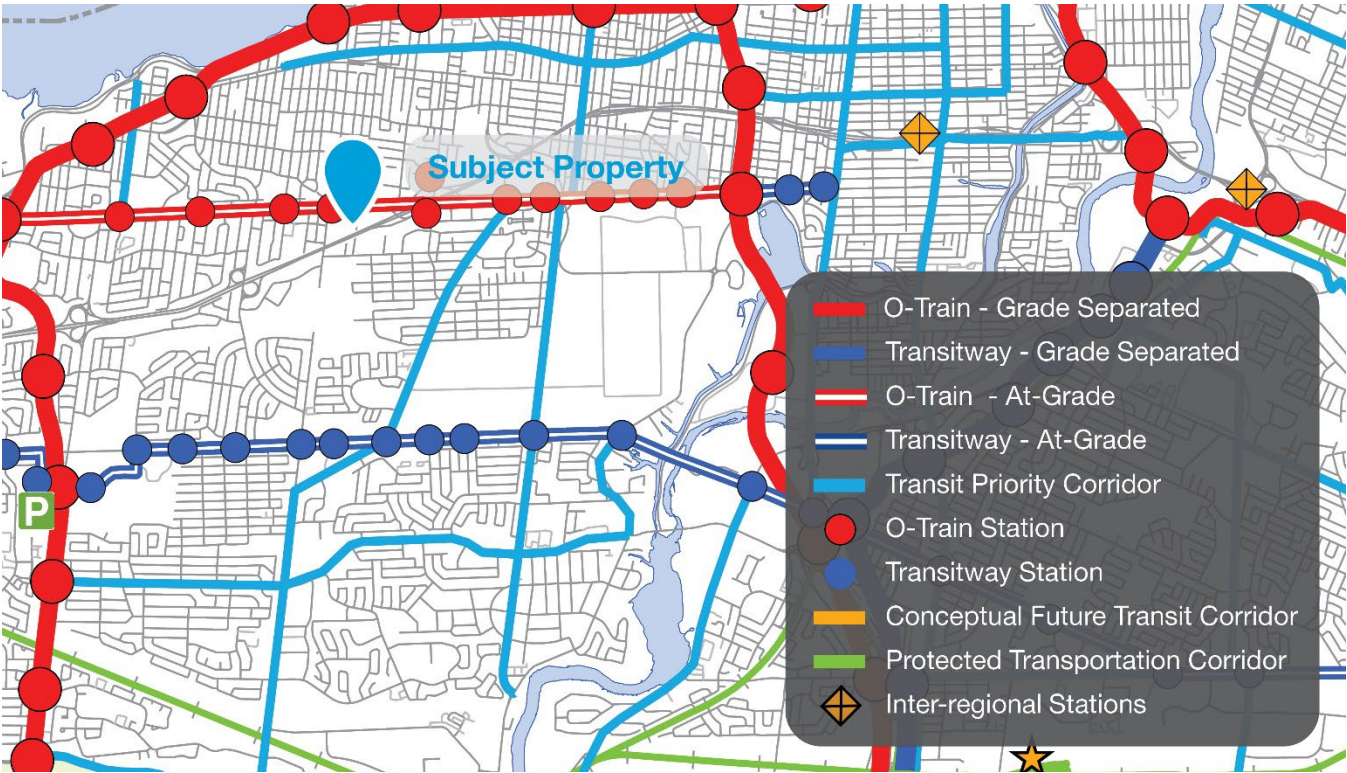 Subject Property
O-Train - Grade Separated
Transitway - Grade Separated
O-Train - At-Grade
Transitway - At-Grade
Transit Priority Corridor
O-Train Station
Transitway Station
Conceptual Future Transit Corridor
Protected Transportation Corridor
Inter-regional Stations
P